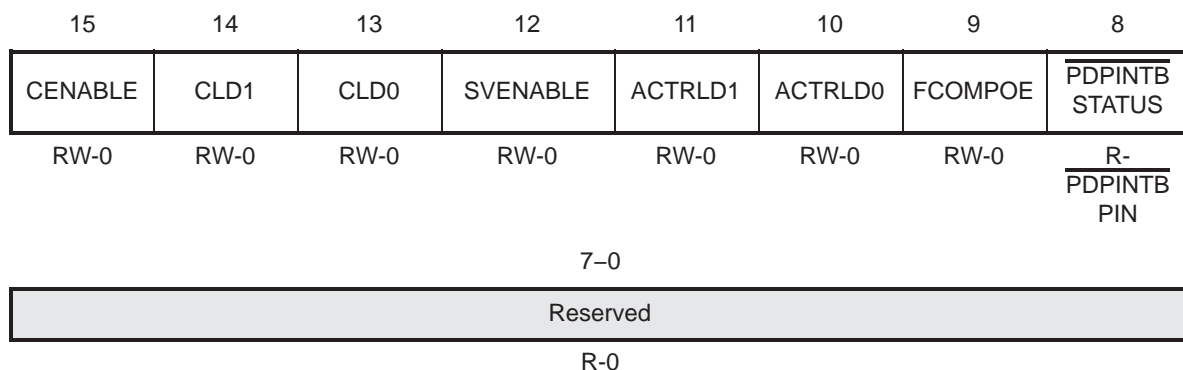 15 14 13 12 11 10 9 8
CENABLE CLD1 CLD0 SVENABLE ACTRLD1 ACTRLD0 FCOMPOE PDPINTB STATUS
RW-0 RW-0 RW-0 RW-0 RW-0 RW-0 RW-0 R- PDPINTB PIN
7–0
Reserved
R-0